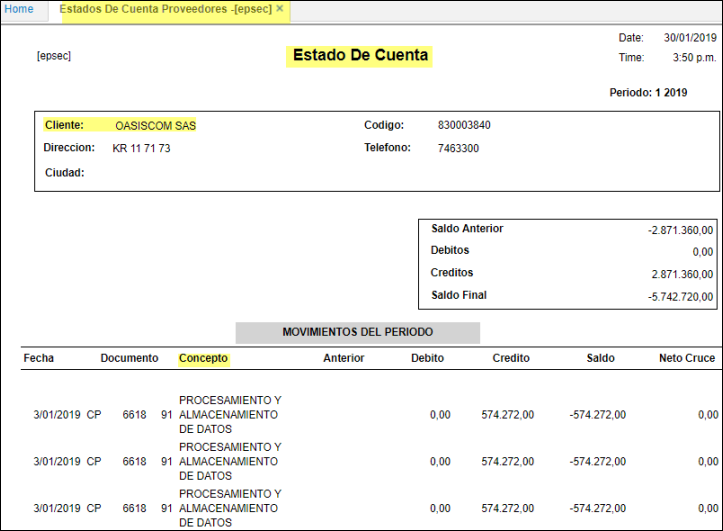 Home Estados De Cuenta Proveedores -[epsec] ×
Date: 30/01/2019
[epsec] Estado De Cuenta Time: 3:50 p.m.
Periodo: 1 2019
Cliente: OASISCOM SAS Codigo: 830003840
Direccion: KR 11 71 73 Telefono: 7463300
Ciudad:
Saldo Anterior -2.871.360,00
Debitos 0,00
Creditos 2.871.360,00
Saldo Final -5.742.720,00
MOVIMIENTOS DEL PERIODO
Fecha Documento Concepto Anterior Debito Credito Saldo Neto Cruce
PROCESAMIENTO Y
3/01/2019 CP 6618 91 ALMACENAMIENTO 0,00 574.272,00 -574.272,00 0,00
DE DATOS
PROCESAMIENTO Y
3/01/2019 CP 6618 91 ALMACENAMIENTO 0,00 574.272,00 -574.272,00 0,00
DE DATOS
PROCESAMIENTO Y
3/01/2019 CP 6618 91 ALMACENAMIENTO 0,00 574.272,00 -574.272,00 0,00
DE DATOS